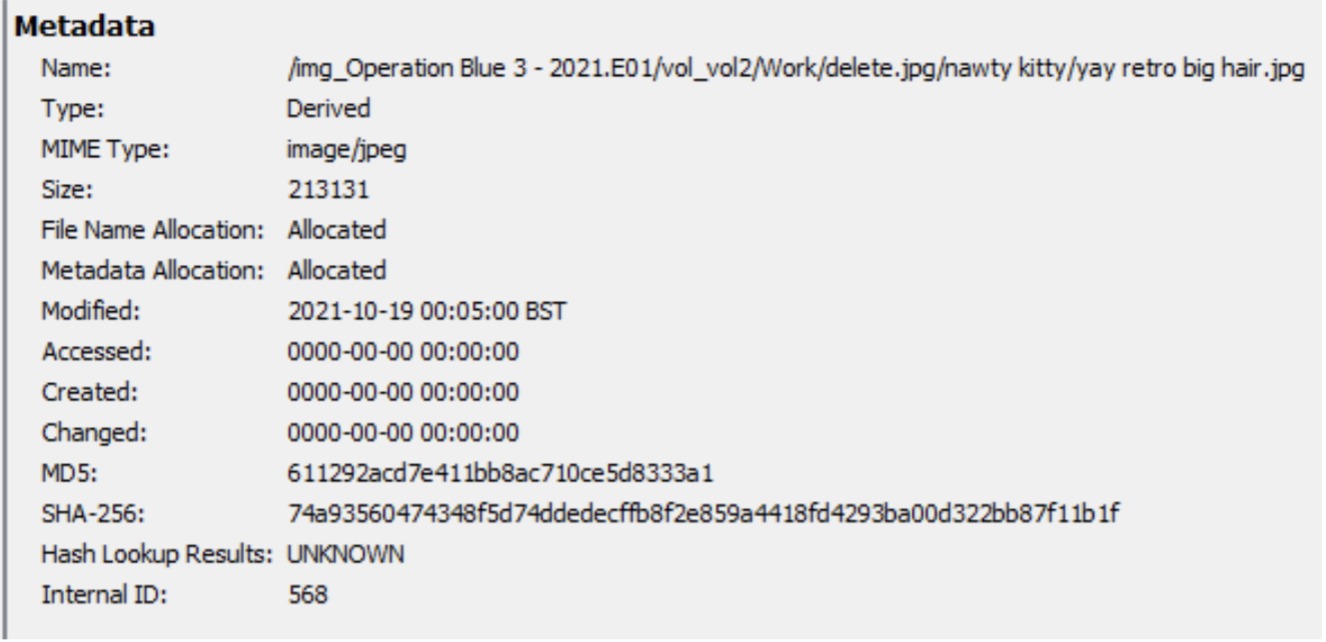 Metadata
Name: /img_Operation Blue 3 - 2021.E01/vol_vol2/Work/delete.jpg/nawty kitty/yay retro big hair.jpg
Type: Derived
MIME Type: image/jpeg
Size: 213131
File Name Allocation: Allocated
Metadata Allocation: Allocated
Modified: 2021-10-19 00:05:00 BST
Accessed: 0000-00-00 00:00:00
Created: 0000-00-00 00:00:00
Changed: 0000-00-00 00:00:00
MD5: 611292acd7e411bb8ac710ce5d8333a1
SHA-256: 74a93560474348f5d74ddedecffb8f2e859a4418fd4293ba00d322bb87f11b1f
Hash Lookup Results: UNKNOWN
Internal ID: 568